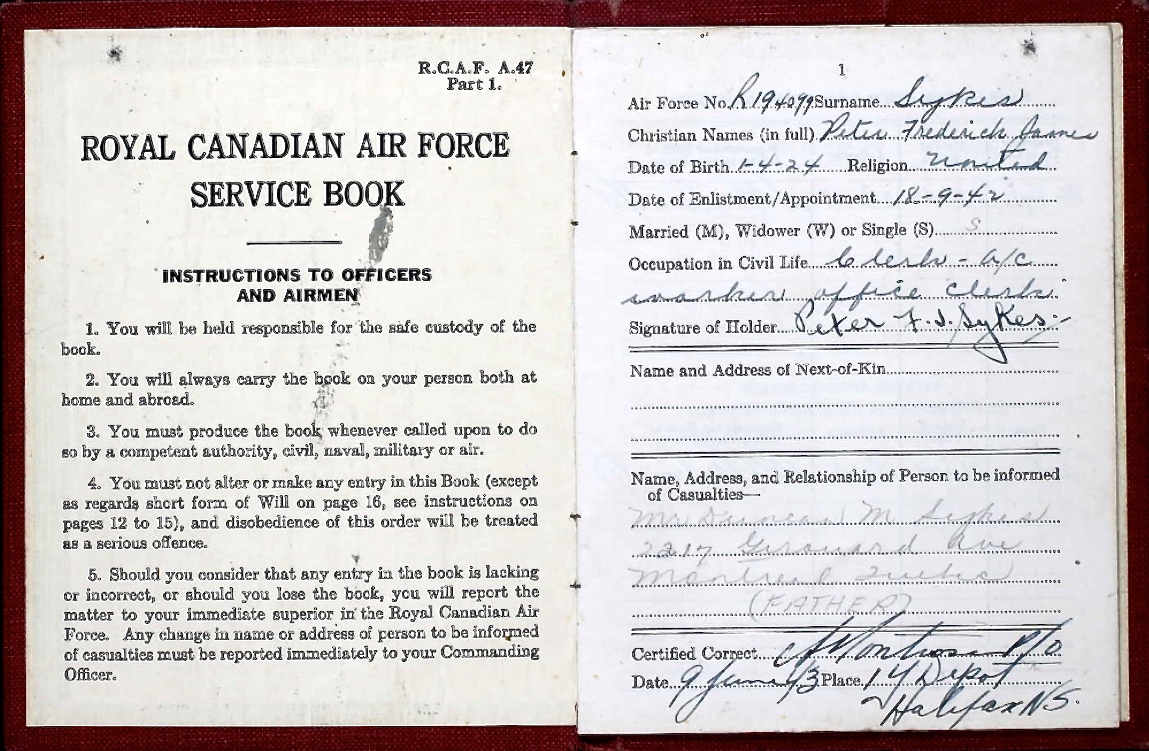 R.C.A.F. A.47
Part 1.
ROYAL CANADIAN AIR FORCE
SERVICE BOOK
INSTRUCTIONS TO OFFICERS
AND AIRMEN
1. You will be held responsible for the safe custody of the
book.
2. You will always carry the book on your person both at
home and abroad.
3. You must produce the book whenever called upon to do
so by a competent authority, civil, naval, military or air.
4. You must not alter or make any entry in this Book (except
as regards short form of Will on page 16, see instructions on
pages 12 to 15), and disobedience of this order will be treated
as a serious offence.
5. Should you consider that any entry in the book is lacking
or incorrect, or should you lose the book, you will report the
matter to your immediate superior in the Royal Canadian Air
Force. Any change in name or address of person to be informed
of casualties must be reported immediately to your Commanding
Officer.
1
Air Force No. R194099 Surname Sykes
Christian Names (in full) Peter Frederick James
Date of Birth 1-4-24 Religion United
Date of Enlistment/Appointment 18-9-42
Married (M), Widower (W) or Single (S) S
Occupation in Civil Life Clerk - a/c
worker office clerk
Signature of Holder Peter F. J. Sykes
Name and Address of Next-of-Kin
Name, Address, and Relationship of Person to be informed
of Casualties—
Mr. Duncan M Sykes
2217 Girouard Ave
Montreal Quebec
(FATHER)
Certified Correct P/O
Date 9 June 43 Place 1 Y Depot
Halifax N.S.